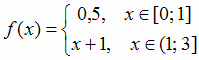 f(x) = { 0,5, x ∈ [0; 1]
x + 1, x ∈ (1; 3]